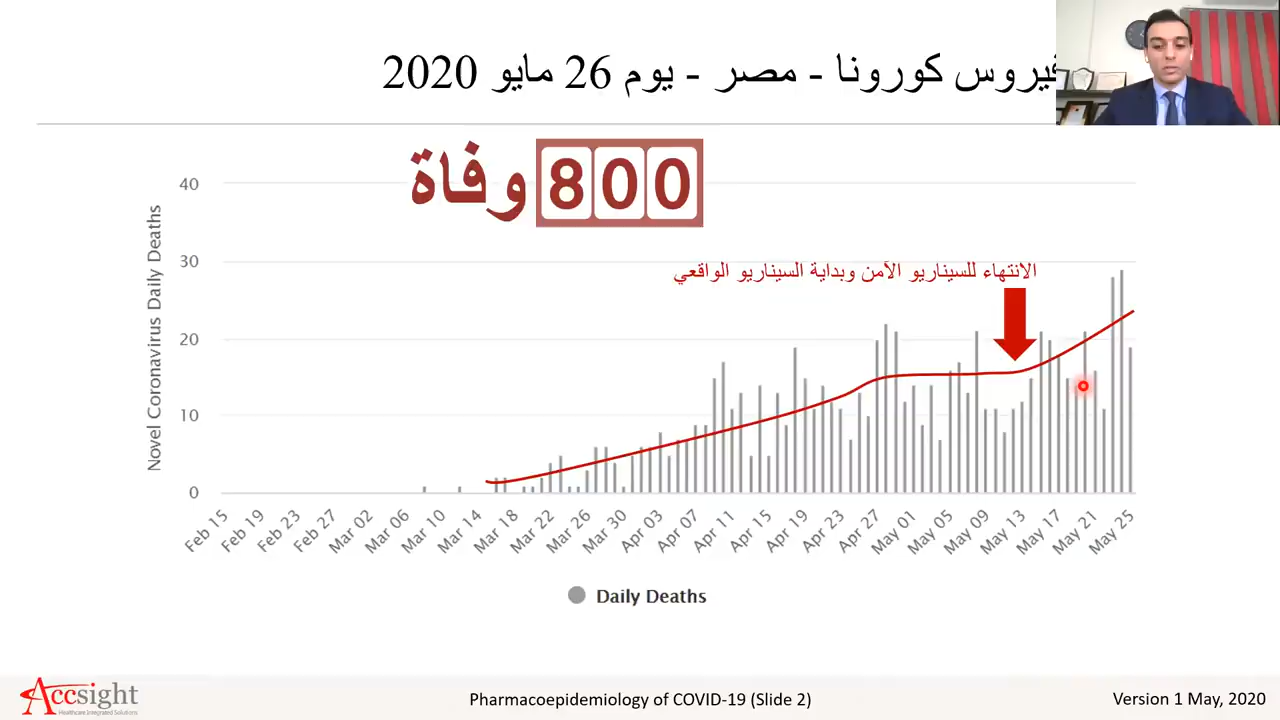 فيروس كورونا - مصر - يوم 26 مايو 2020
800 وفاة
الانتهاء للسيناريو الآمن وبداية السيناريو الواقعي
Novel Coronavirus Daily Deaths
40
30
20
10
0
Feb 15
Feb 19
Feb 23
Feb 27
Mar 02
Mar 06
Mar 10
Mar 14
Mar 18
Mar 22
Mar 26
Mar 30
Apr 03
Apr 07
Apr 11
Apr 15
Apr 19
Apr 23
Apr 27
May 01
May 05
May 09
May 13
May 17
May 21
May 25
Daily Deaths
Accsight
Healthcare Integrated Solutions
Pharmacoepidemiology of COVID-19 (Slide 2)
Version 1 May, 2020